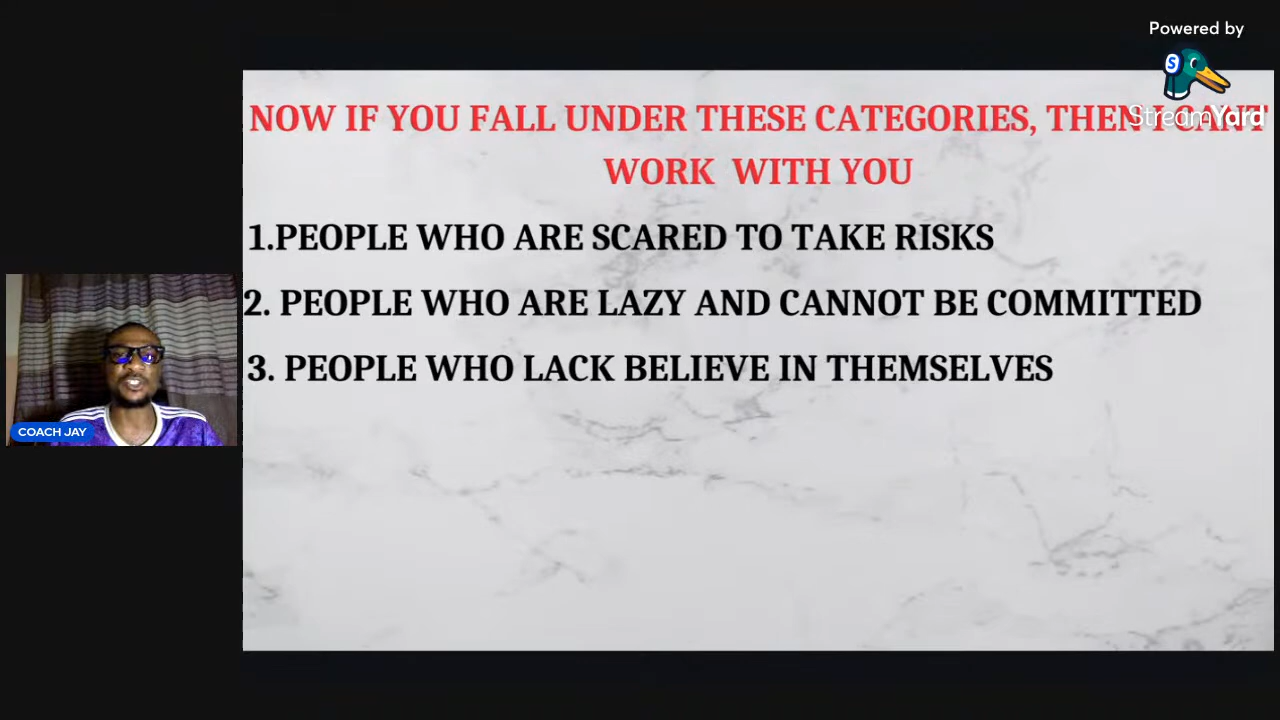 Powered by
StreamYard
NOW IF YOU FALL UNDER THESE CATEGORIES, THEN I CANT
WORK WITH YOU
1.PEOPLE WHO ARE SCARED TO TAKE RISKS
2. PEOPLE WHO ARE LAZY AND CANNOT BE COMMITTED
3. PEOPLE WHO LACK BELIEVE IN THEMSELVES
COACH JAY